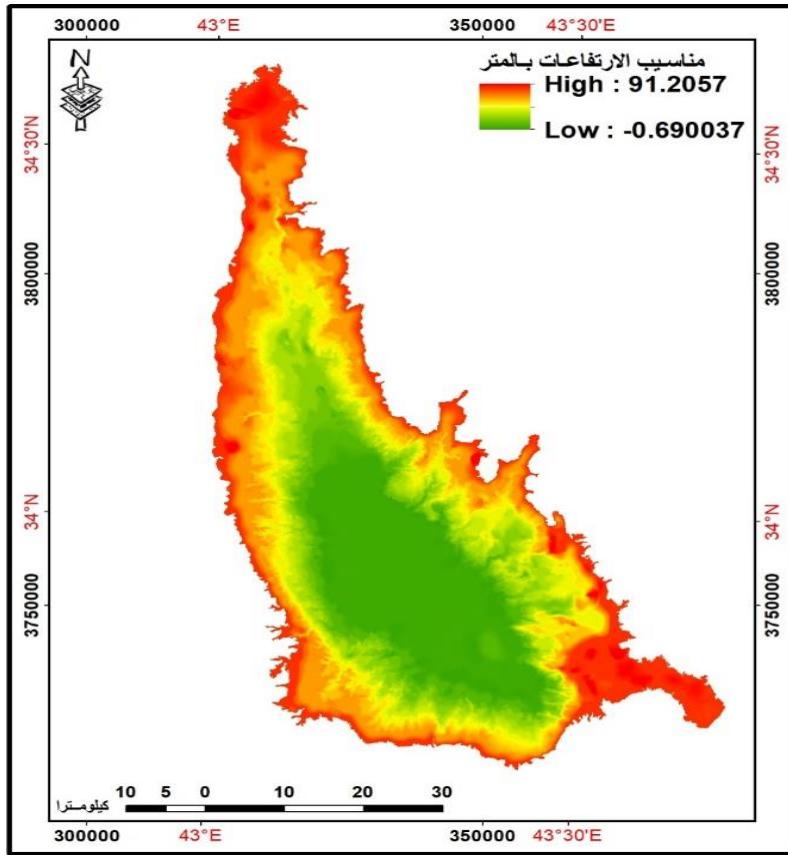 300000 43°E 350000 43°30'E
N
مناسيب الارتفاعات بالمتر
High : 91.2057
Low : -0.690037
34°30'N 34°30'N
3800000 3800000
34°N 34°N
3750000 3750000
10 5 0 10 20 30
كيلومترا
300000 43°E 350000 43°30'E